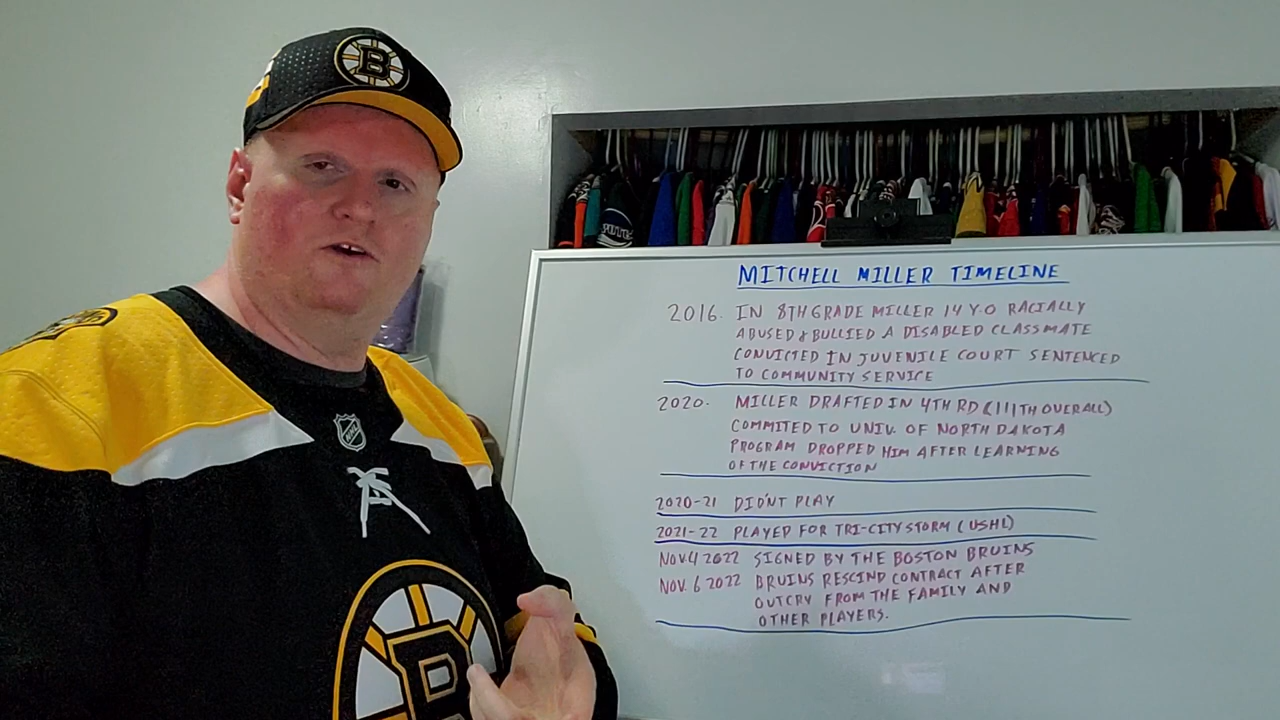 B
NHL
B
MITCHELL MILLER TIMELINE
2016. IN 8TH GRADE MILLER 14 Y.O RACIALLY
ABUSED & BULLIED A DISABLED CLASSMATE
CONVICTED IN JUVENILE COURT SENTENCED
TO COMMUNITY SERVICE
2020. MILLER DRAFTED IN 4TH RD (111TH OVERALL)
COMMITED TO UNIV. OF NORTH DAKOTA
PROGRAM DROPPED HIM AFTER LEARNING
OF THE CONVICTION
2020-21 DIDN'T PLAY
2021-22 PLAYED FOR TRI-CITY STORM (USHL)
NOV 4 2022 SIGNED BY THE BOSTON BRUINS
NOV. 6 2022 BRUINS RESCIND CONTRACT AFTER
OUTCRY FROM THE FAMILY AND
OTHER PLAYERS.